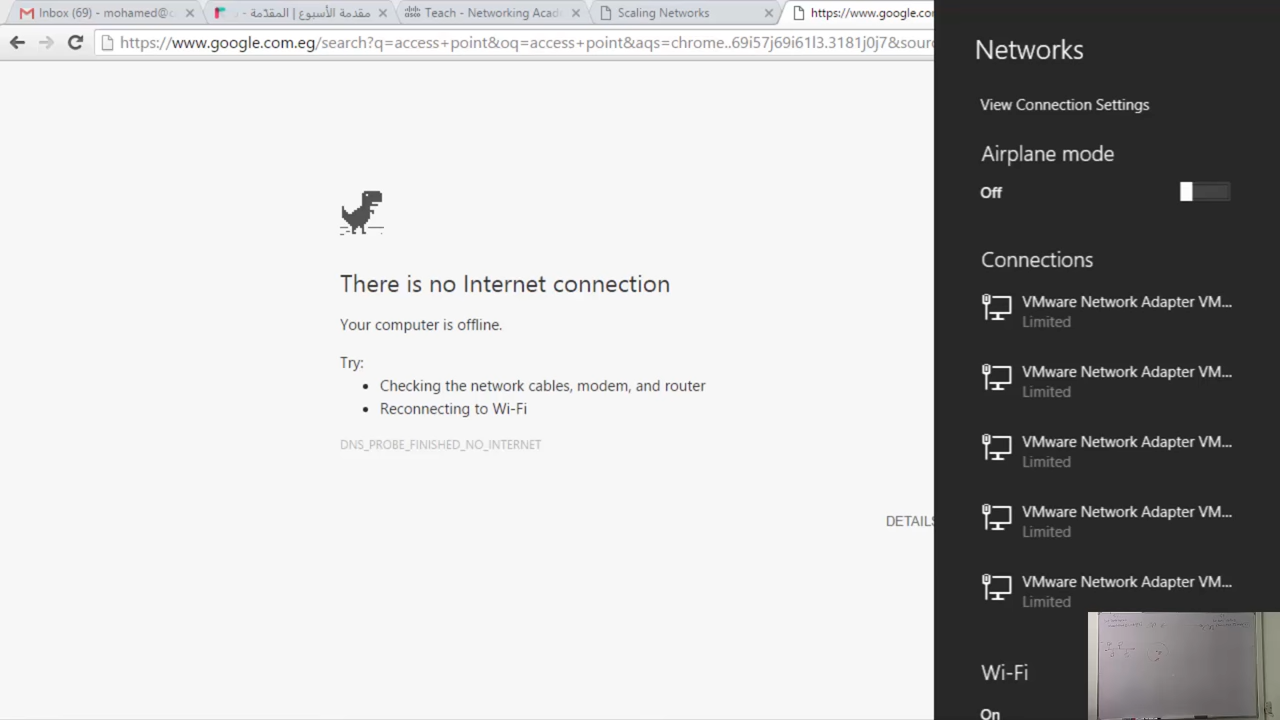 Inbox (69) - mohamed@c
مقدمة الأسبوع | المقدّمة -
Teach - Networking Acad
Scaling Networks
https://www.google.co
https://www.google.com.eg/search?q=access+point&oq=access+point&aqs=chrome..69i57j69i61l3.3181j0j7&sour
There is no Internet connection
Your computer is offline.
Try:
• Checking the network cables, modem, and router
• Reconnecting to Wi-Fi
DNS_PROBE_FINISHED_NO_INTERNET
DETAILS
Networks
View Connection Settings
Airplane mode
Off
Connections
VMware Network Adapter VM...
Limited
VMware Network Adapter VM...
Limited
VMware Network Adapter VM...
Limited
VMware Network Adapter VM...
Limited
VMware Network Adapter VM...
Limited
Wi-Fi
On